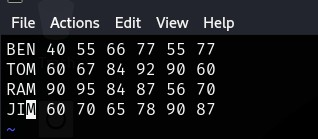 File Actions Edit View Help
BEN 40 55 66 77 55 77
TOM 60 67 84 92 90 60
RAM 90 95 84 87 56 70
JIM 60 70 65 78 90 87
~